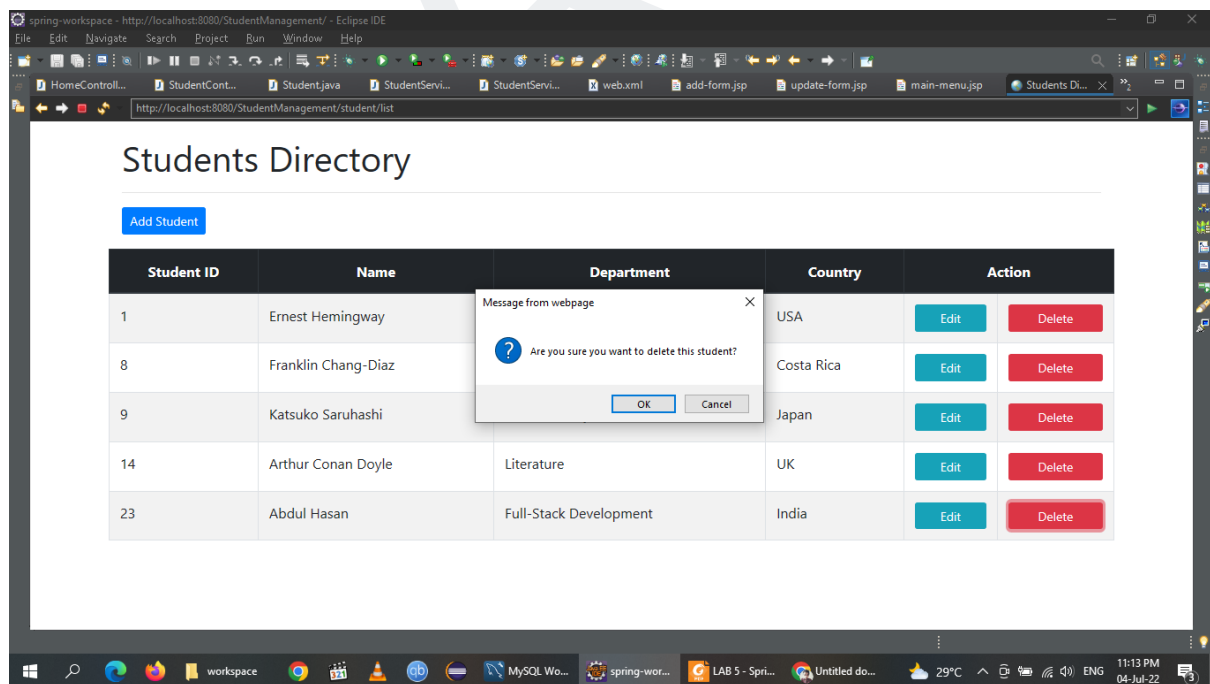 spring-workspace - http://localhost:8080/StudentManagement/ - Eclipse IDE
File Edit Navigate Search Project Run Window Help
HomeControll... StudentCont... Student.java StudentServi... StudentServi... web.xml add-form.jsp update-form.jsp main-menu.jsp Students Di... »2
http://localhost:8080/StudentManagement/student/list
Students Directory
Add Student
Student ID Name Department Country Action
Message from webpage
1 Ernest Hemingway USA Edit Delete
Are you sure you want to delete this student?
8 Franklin Chang-Diaz Costa Rica Edit Delete
OK Cancel
9 Katsuko Saruhashi Japan Edit Delete
14 Arthur Conan Doyle Literature UK Edit Delete
23 Abdul Hasan Full-Stack Development India Edit Delete
workspace MySQL Wo... spring-wor... LAB 5 - Spri... Untitled do... 29°C ENG 11:13 PM
04-Jul-22